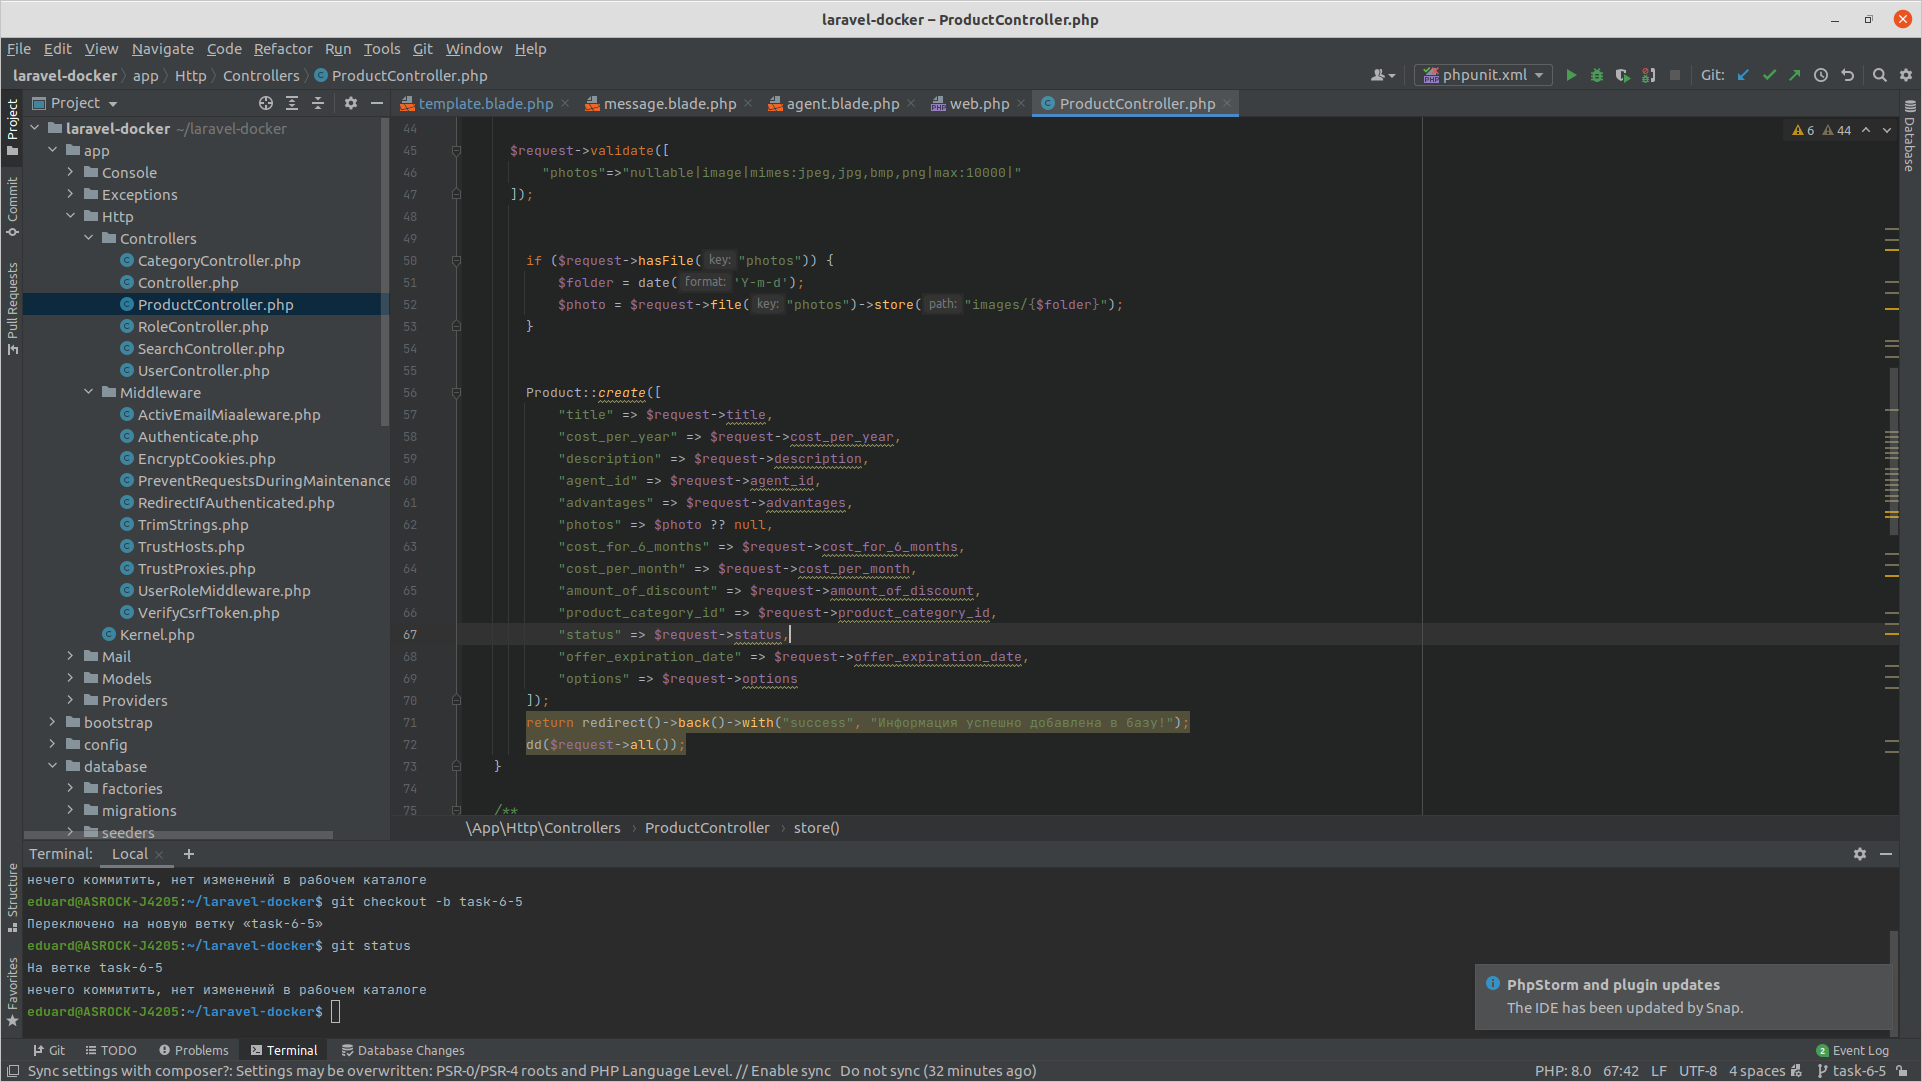 laravel-docker – ProductController.php
File Edit View Navigate Code Refactor Run Tools Git Window Help
laravel-docker app Http Controllers ProductController.php phpunit.xml Git:
Project template.blade.php message.blade.php agent.blade.php web.php ProductController.php
Project
Commit
Pull Requests
Structure
Favorites
Database
laravel-docker ~/laravel-docker
app
Console
Exceptions
Http
Controllers
CategoryController.php
Controller.php
ProductController.php
RoleController.php
SearchController.php
UserController.php
Middleware
ActivEmailMiaaleware.php
Authenticate.php
EncryptCookies.php
PreventRequestsDuringMaintenance
RedirectIfAuthenticated.php
TrimStrings.php
TrustHosts.php
TrustProxies.php
UserRoleMiddleware.php
VerifyCsrfToken.php
Kernel.php
Mail
Models
Providers
bootstrap
config
database
factories
migrations
seeders
6 44
44
45 $request->validate([
46 "photos"=>"nullable|image|mimes:jpeg,jpg,bmp,png|max:10000|"
47 ]);
48
49
50 if ($request->hasFile( key: "photos")) {
51 $folder = date( format: 'Y-m-d');
52 $photo = $request->file( key: "photos")->store( path: "images/{$folder}");
53 }
54
55
56 Product::create([
57 "title" => $request->title,
58 "cost_per_year" => $request->cost_per_year,
59 "description" => $request->description,
60 "agent_id" => $request->agent_id,
61 "advantages" => $request->advantages,
62 "photos" => $photo ?? null,
63 "cost_for_6_months" => $request->cost_for_6_months,
64 "cost_per_month" => $request->cost_per_month,
65 "amount_of_discount" => $request->amount_of_discount,
66 "product_category_id" => $request->product_category_id,
67 "status" => $request->status,
68 "offer_expiration_date" => $request->offer_expiration_date,
69 "options" => $request->options
70 ]);
71 return redirect()->back()->with("success", "Информация успешно добавлена в базу!");
72 dd($request->all());
73 }
74
75 /**
\App\Http\Controllers ProductController store()
Terminal: Local +
нечего коммитить, нет изменений в рабочем каталоге
eduard@ASROCK-J4205:~/laravel-docker$ git checkout -b task-6-5
Переключено на новую ветку «task-6-5»
eduard@ASROCK-J4205:~/laravel-docker$ git status
На ветке task-6-5
нечего коммитить, нет изменений в рабочем каталоге
eduard@ASROCK-J4205:~/laravel-docker$
PhpStorm and plugin updates
The IDE has been updated by Snap.
Git TODO Problems Terminal Database Changes 2 Event Log
Sync settings with composer?: Settings may be overwritten: PSR-0/PSR-4 roots and PHP Language Level. // Enable sync Do not sync (32 minutes ago) PHP: 8.0 67:42 LF UTF-8 4 spaces task-6-5